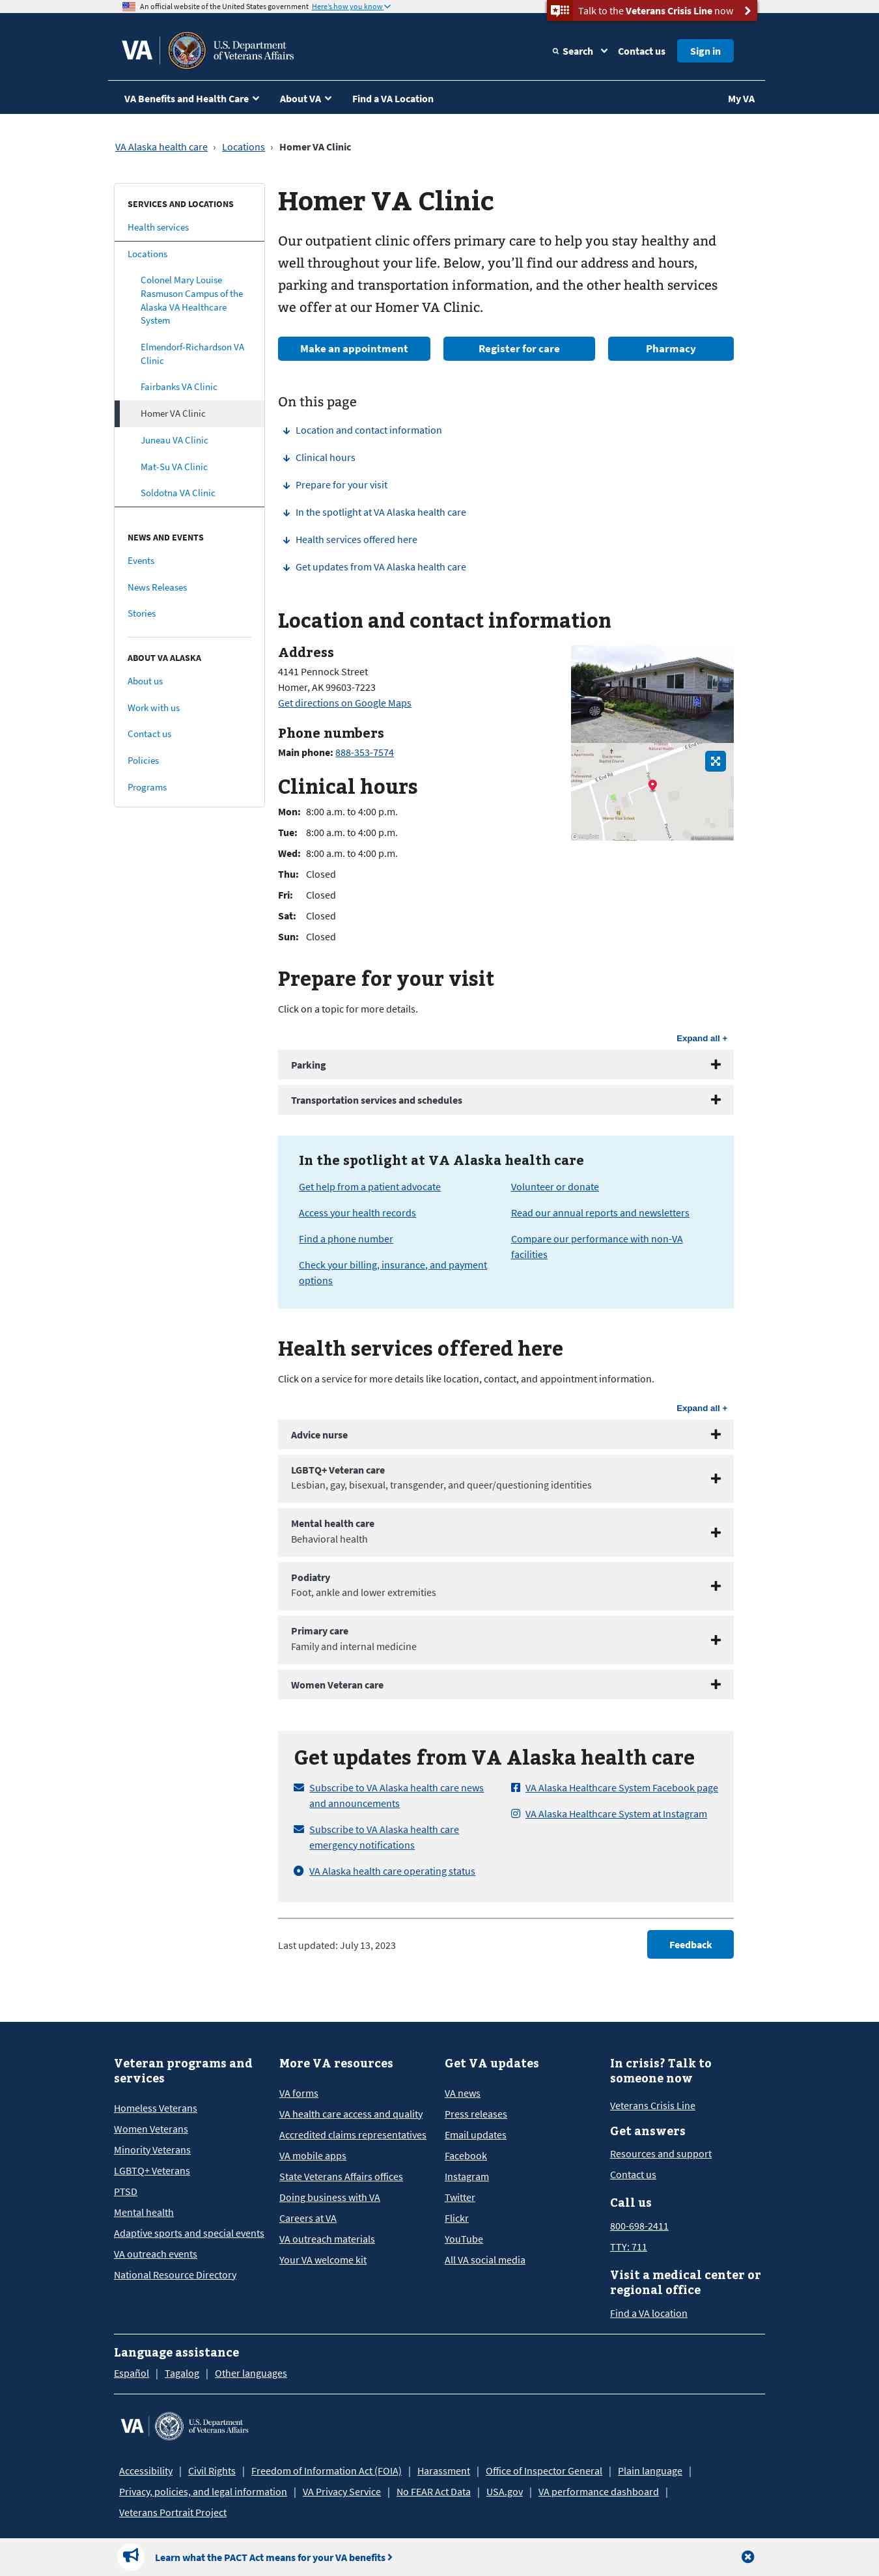 An official website of the United States government Here's how you know
Talk to the Veterans Crisis Line now
VA
U.S. Department
of Veterans Affairs
Search
Contact us
Sign in
VA Benefits and Health Care
About VA
Find a VA Location
My VA
VA Alaska health care › Locations › Homer VA Clinic
SERVICES AND LOCATIONS
Health services
Locations
Colonel Mary Louise
Rasmuson Campus of the
Alaska VA Healthcare
System
Elmendorf-Richardson VA
Clinic
Fairbanks VA Clinic
Homer VA Clinic
Juneau VA Clinic
Mat-Su VA Clinic
Soldotna VA Clinic
NEWS AND EVENTS
Events
News Releases
Stories
ABOUT VA ALASKA
About us
Work with us
Contact us
Policies
Programs
Homer VA Clinic
Our outpatient clinic offers primary care to help you stay healthy and
well throughout your life. Below, you'll find our address and hours,
parking and transportation information, and the other health services
we offer at our Homer VA Clinic.
Make an appointment
Register for care
Pharmacy
On this page
Location and contact information
Clinical hours
Prepare for your visit
In the spotlight at VA Alaska health care
Health services offered here
Get updates from VA Alaska health care
Location and contact information
Address
4141 Pennock Street
Homer, AK 99603-7223
Get directions on Google Maps
Phone numbers
Main phone: 888-353-7574
Clinical hours
Mon: 8:00 a.m. to 4:00 p.m.
Tue: 8:00 a.m. to 4:00 p.m.
Wed: 8:00 a.m. to 4:00 p.m.
Thu: Closed
Fri: Closed
Sat: Closed
Sun: Closed
Prepare for your visit
Click on a topic for more details.
Expand all +
Parking
Transportation services and schedules
In the spotlight at VA Alaska health care
Get help from a patient advocate
Access your health records
Find a phone number
Check your billing, insurance, and payment
options
Volunteer or donate
Read our annual reports and newsletters
Compare our performance with non-VA
facilities
Health services offered here
Click on a service for more details like location, contact, and appointment information.
Expand all +
Advice nurse
LGBTQ+ Veteran care
Lesbian, gay, bisexual, transgender, and queer/questioning identities
Mental health care
Behavioral health
Podiatry
Foot, ankle and lower extremities
Primary care
Family and internal medicine
Women Veteran care
Get updates from VA Alaska health care
Subscribe to VA Alaska health care news
and announcements
Subscribe to VA Alaska health care
emergency notifications
VA Alaska health care operating status
VA Alaska Healthcare System Facebook page
VA Alaska Healthcare System at Instagram
Last updated: July 13, 2023
Feedback
Veteran programs and
services
Homeless Veterans
Women Veterans
Minority Veterans
LGBTQ+ Veterans
PTSD
Mental health
Adaptive sports and special events
VA outreach events
National Resource Directory
More VA resources
VA forms
VA health care access and quality
Accredited claims representatives
VA mobile apps
State Veterans Affairs offices
Doing business with VA
Careers at VA
VA outreach materials
Your VA welcome kit
Get VA updates
VA news
Press releases
Email updates
Facebook
Instagram
Twitter
Flickr
YouTube
All VA social media
In crisis? Talk to
someone now
Veterans Crisis Line
Get answers
Resources and support
Contact us
Call us
800-698-2411
TTY: 711
Visit a medical center or
regional office
Find a VA location
Language assistance
Español | Tagalog | Other languages
VA
U.S. Department
of Veterans Affairs
Accessibility | Civil Rights | Freedom of Information Act (FOIA) | Harassment | Office of Inspector General | Plain language |
Privacy, policies, and legal information | VA Privacy Service | No FEAR Act Data | USA.gov | VA performance dashboard |
Veterans Portrait Project
Learn what the PACT Act means for your VA benefits